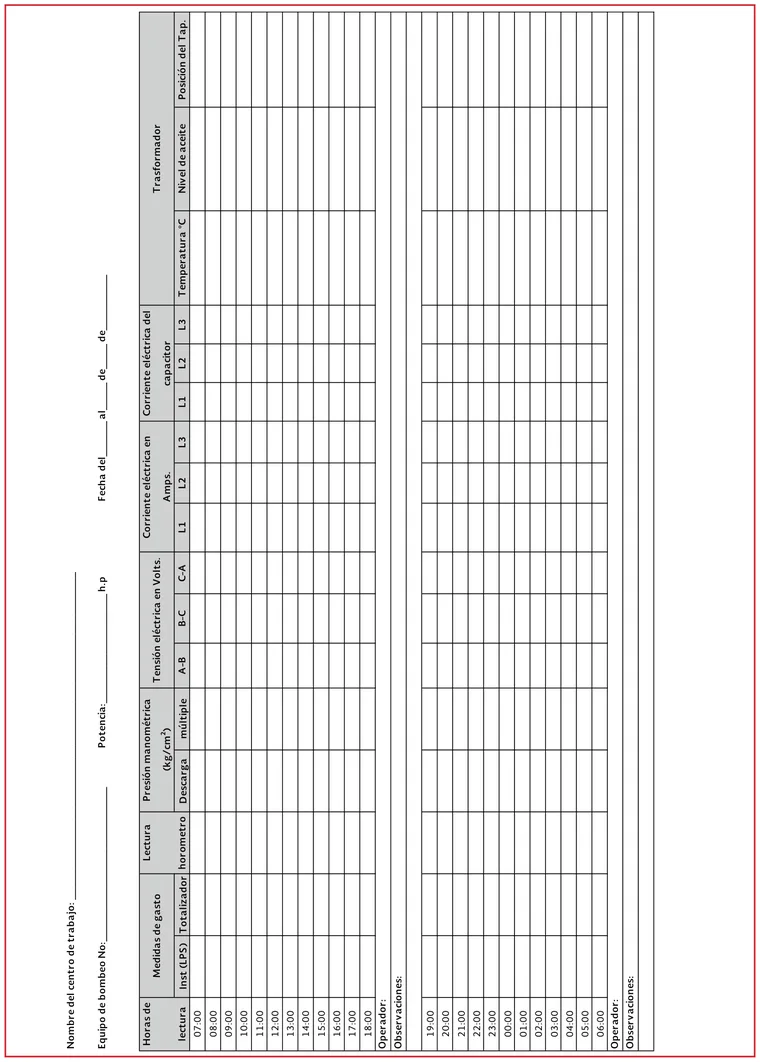 Nombre del centro de trabajo:
Equipo de bombeo No: Potencia: h.p Fecha del al de de
Horas de Medidas de gasto Lectura Presión manométrica Tensión eléctrica en Volts. Corriente eléctrica en Corriente eléctrica del Trasformador
(kg/cm²) Amps. capacitor
lectura Inst (LPS) Totalizador horometro Descarga múltiple A-B B-C C-A L1 L2 L3 L1 L2 L3 Temperatura °C Nivel de aceite Posición del Tap.
07:00
08:00
09:00
10:00
11:00
12:00
13:00
14:00
15:00
16:00
17:00
18:00
Operador:
Observaciones:
19:00
20:00
21:00
22:00
23:00
00:00
01:00
02:00
03:00
04:00
05:00
06:00
Operador:
Observaciones: